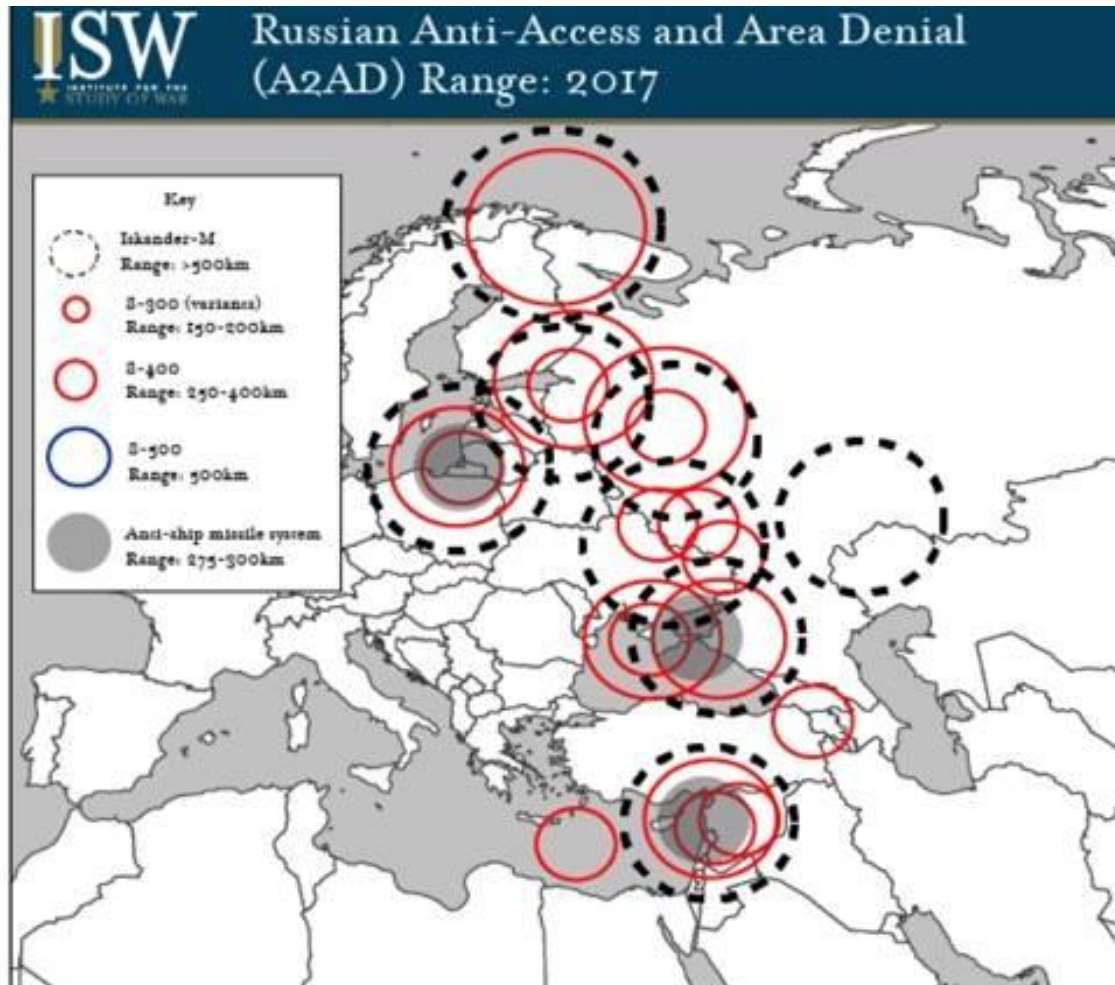 ISW
INSTITUTE FOR THE
STUDY OF WAR
Russian Anti-Access and Area Denial
(A2AD) Range: 2017
Key
Iskander-M
Range: >500km
S-300 (variants)
Range: 150-200km
S-400
Range: 250-400km
S-500
Range: 500km
Anti-ship missile system
Range: 275-300km